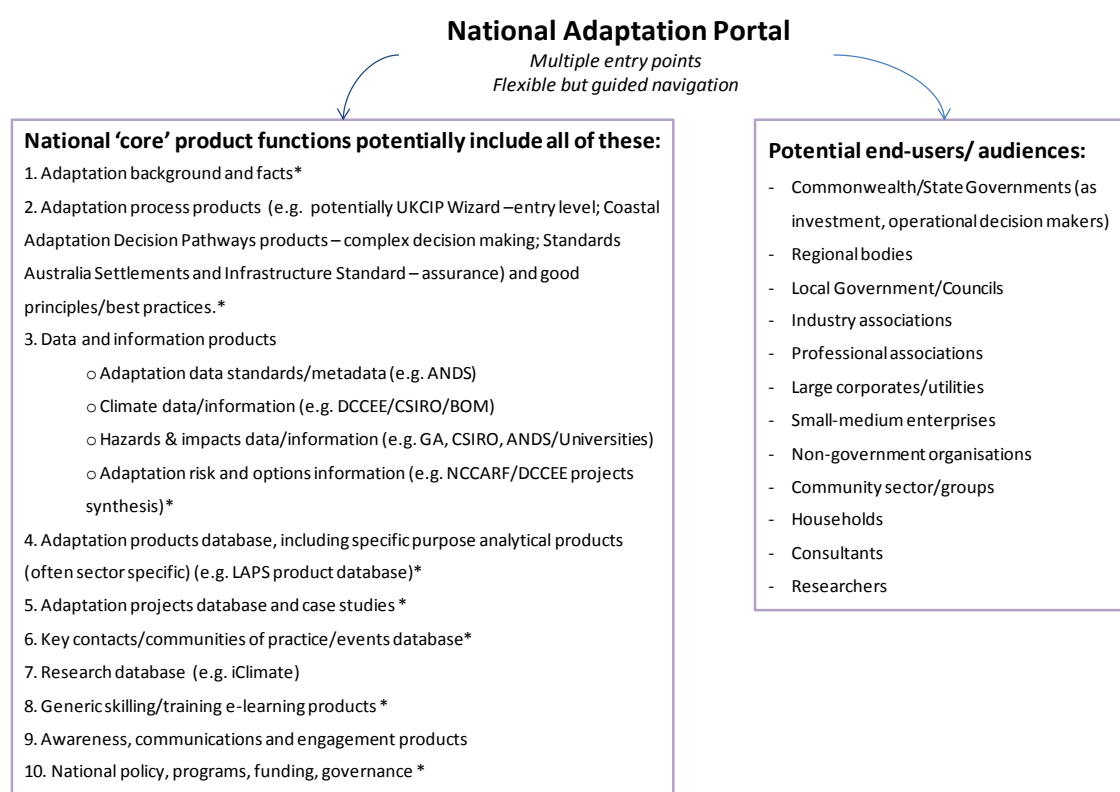 National Adaptation Portal
Multiple entry points
Flexible but guided navigation
National ‘core’ product functions potentially include all of these:
1. Adaptation background and facts*
2. Adaptation process products (e.g. potentially UKCIP Wizard –entry level; Coastal
Adaptation Decision Pathways products – complex decision making; Standards
Australia Settlements and Infrastructure Standard – assurance) and good
principles/best practices.*
3. Data and information products
o Adaptation data standards/metadata (e.g. ANDS)
o Climate data/information (e.g. DCCEE/CSIRO/BOM)
o Hazards & impacts data/information (e.g. GA, CSIRO, ANDS/Universities)
o Adaptation risk and options information (e.g. NCCARF/DCCEE projects
synthesis)*
4. Adaptation products database, including specific purpose analytical products
(often sector specific) (e.g. LAPS product database)*
5. Adaptation projects database and case studies *
6. Key contacts/communities of practice/events database*
7. Research database (e.g. iClimate)
8. Generic skilling/training e-learning products *
9. Awareness, communications and engagement products
10. National policy, programs, funding, governance *
Potential end-users/ audiences:
- Commonwealth/State Governments (as
investment, operational decision makers)
- Regional bodies
- Local Government/Councils
- Industry associations
- Professional associations
- Large corporates/utilities
- Small-medium enterprises
- Non-government organisations
- Community sector/groups
- Households
- Consultants
- Researchers